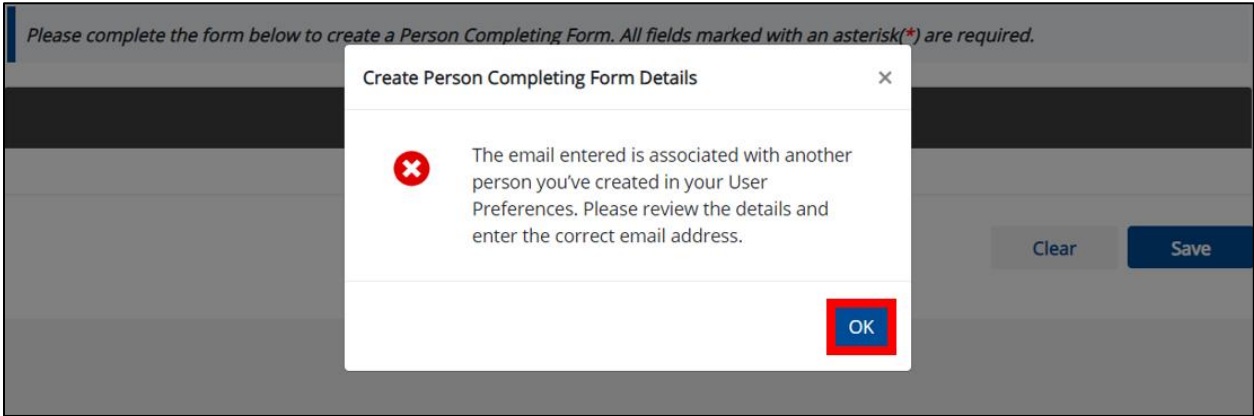 Please complete the form below to create a Person Completing Form. All fields marked with an asterisk(*) are required.
Create Person Completing Form Details ×
The email entered is associated with another
person you've created in your User
Preferences. Please review the details and
enter the correct email address.
Clear Save
OK